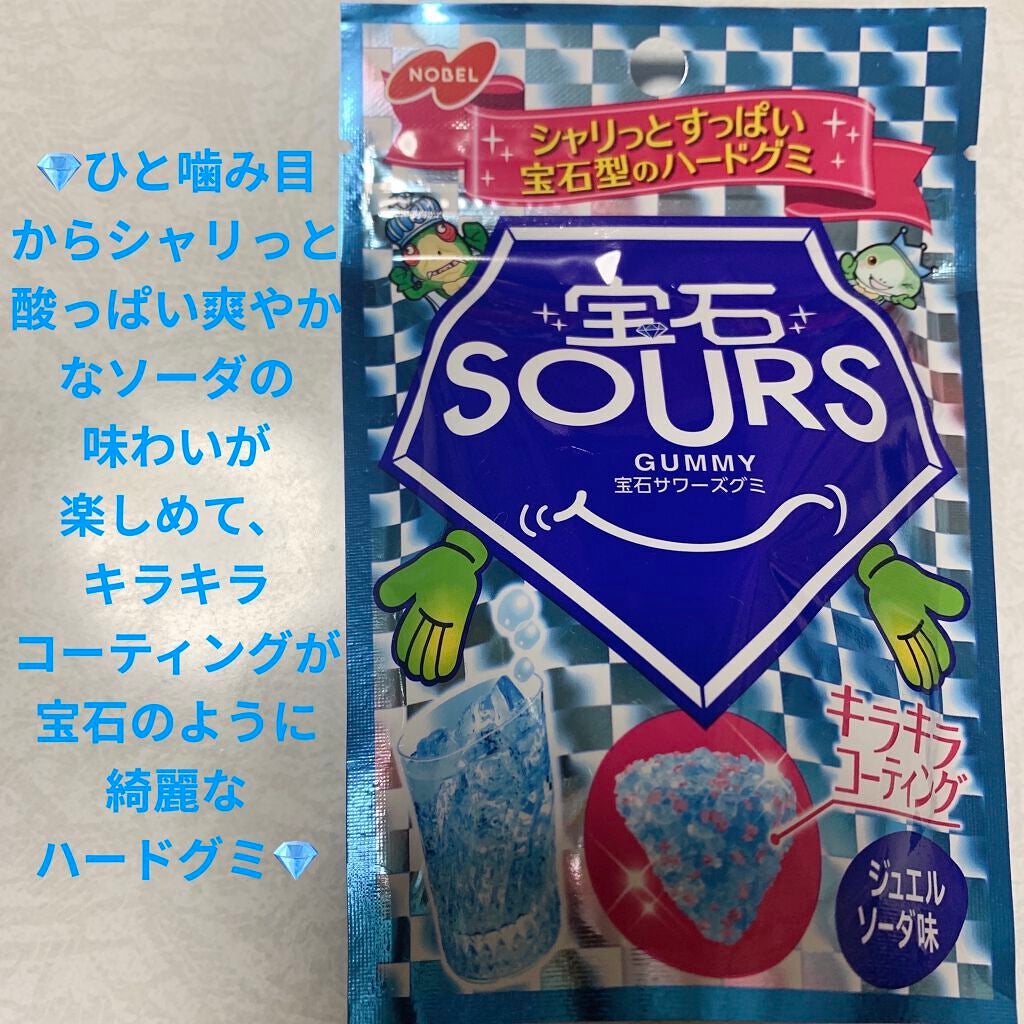 💎ひと噛み目
からシャリっと
酸っぱい爽やか
なソーダの
味わいが
楽しめて、
キラキラ
コーティングが
宝石のように
綺麗な
ハードグミ💎
NOBEL
シャリっとすっぱい
宝石型のハードグミ
宝石
SOURS
GUMMY
宝石サワーズグミ
キラキラ
コーティング
ジュエル
ソーダ味